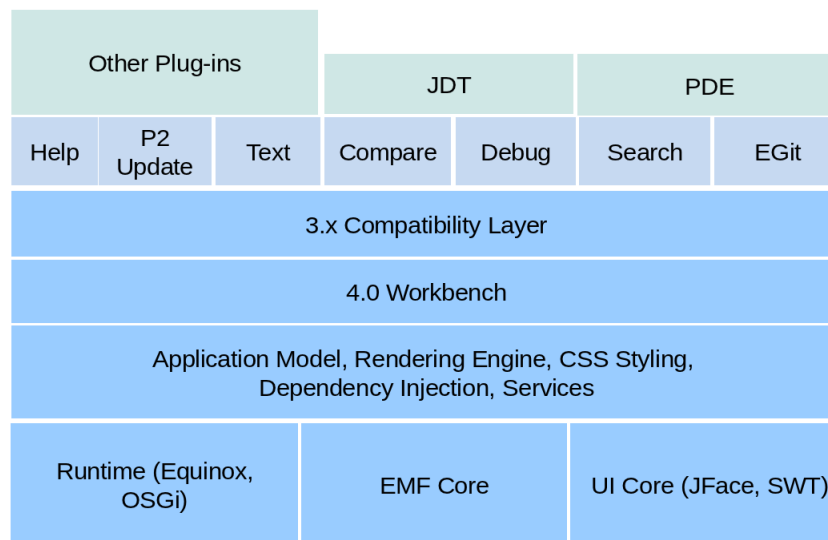 Other Plug-ins
JDT
PDE
Help
P2
Update
Text
Compare
Debug
Search
EGit
3.x Compatibility Layer
4.0 Workbench
Application Model, Rendering Engine, CSS Styling,
Dependency Injection, Services
Runtime (Equinox,
OSGi)
EMF Core
UI Core (JFace, SWT)